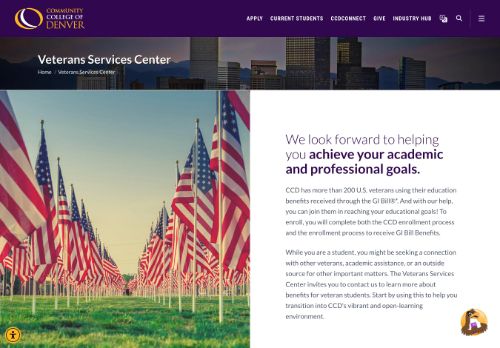 COMMUNITY
COLLEGE OF
DENVER
APPLY CURRENT STUDENTS CCDCONNECT GIVE INDUSTRY HUB
Veterans Services Center
Home / Veterans Services Center
We look forward to helping
you achieve your academic
and professional goals.
CCD has more than 200 U.S. veterans using their education
benefits received through the GI Bill®*. And with our help,
you can join them in reaching your educational goals! To
enroll, you will complete both the CCD enrollment process
and the enrollment process to receive GI Bill Benefits.
While you are a student, you might be seeking a connection
with other veterans, academic assistance, or an outside
source for other important matters. The Veterans Services
Center invites you to contact us to learn more about
benefits for veteran students. Start by using this to help you
transition into CCD's vibrant and open-learning
environment.